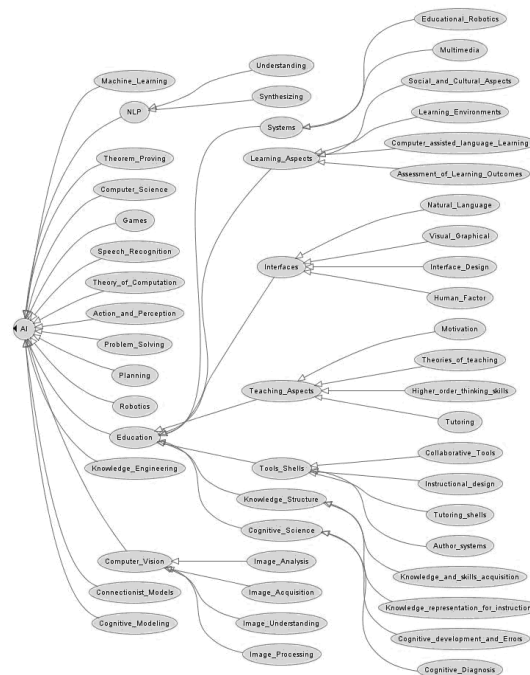 Educational_Robotics
Multimedia
Machine_Learning
Understanding
Social_and_Cultural_Aspects
Synthesizing
NLP
Learning_Environments
Systems
Computer_assisted_language_Learning
Theorem_Proving
Learning_Aspects
Assessment_of_Learning_Outcomes
Computer_Science
Natural_Language
Games
Visual_Graphical
Speech_Recognition
Interfaces
Interface_Design
Theory_of_Computation
Human_Factor
Action_and_Perception
AI
Motivation
Problem_Solving
Theories_of_teaching
Planning
Teaching_Aspects
Higher_order_thinking_skills
Robotics
Tutoring
Education
Collaborative_Tools
Knowledge_Engineering
Tools_Shells
Instructional_design
Knowledge_Structure
Tutoring_shells
Cognitive_Science
Author_systems
Computer_Vision
Image_Analysis
Knowledge_and_skills_acquisition
Connectionist_Models
Image_Acquisition
Knowledge_representation_for_instruction
Cognitive_Modeling
Image_Understanding
Cognitive_development_and_Errors
Image_Processing
Cognitive_Diagnosis